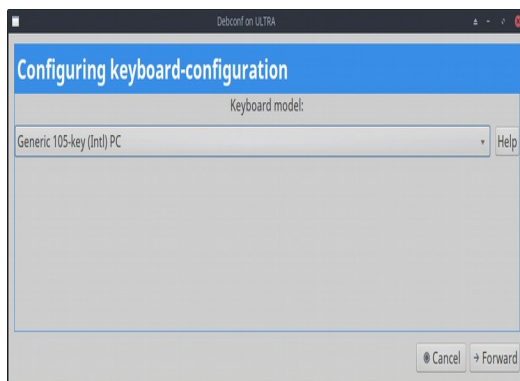 Debconf on ULTRA
Configuring keyboard-configuration
Keyboard model:
Generic 105-key (Intl) PC
Help
Cancel
Forward